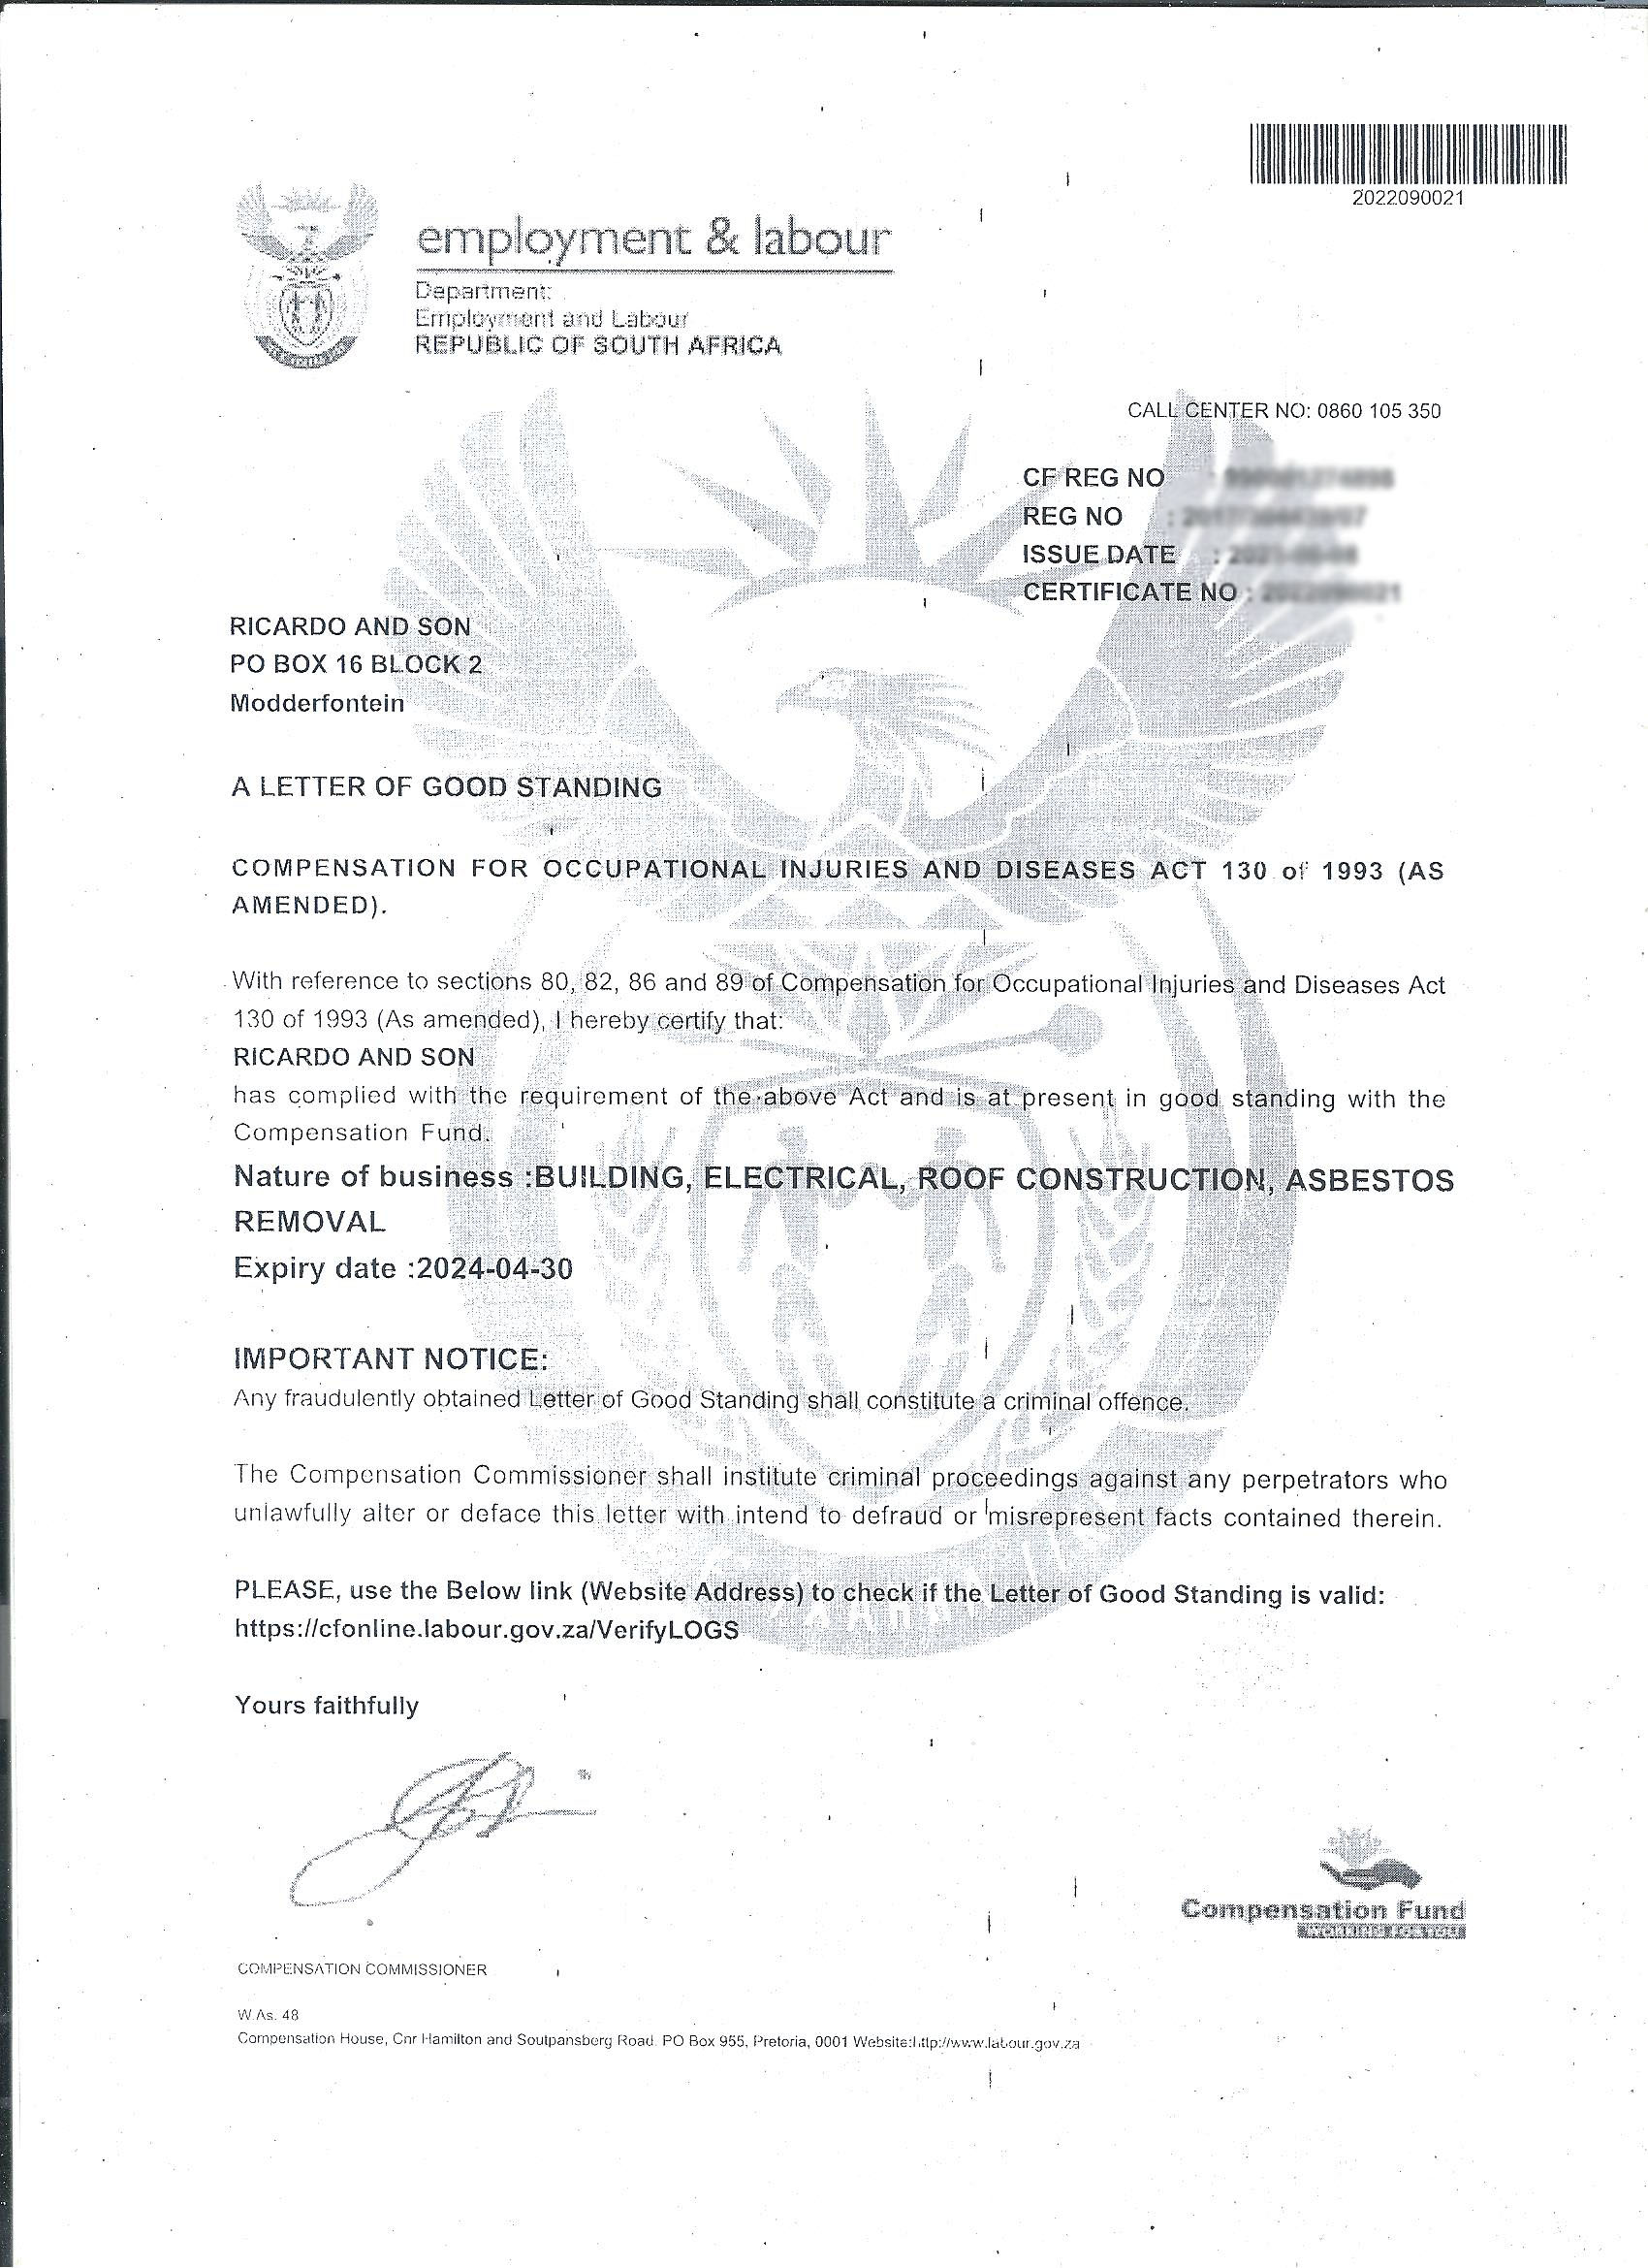 2022090021
employment & labour
Department:
Employment and Labour
REPUBLIC OF SOUTH AFRICA
CALL CENTER NO: 0860 105 350
CF REG NO :
REG NO :
ISSUE DATE :
CERTIFICATE NO :
RICARDO AND SON
PO BOX 16 BLOCK 2
Modderfontein
A LETTER OF GOOD STANDING
COMPENSATION FOR OCCUPATIONAL INJURIES AND DISEASES ACT 130 of 1993 (AS
AMENDED).
With reference to sections 80, 82, 86 and 89 of Compensation for Occupational Injuries and Diseases Act
130 of 1993 (As amended), I hereby certify that:
RICARDO AND SON
has complied with the requirement of the above Act and is at present in good standing with the
Compensation Fund.
Nature of business :BUILDING, ELECTRICAL, ROOF CONSTRUCTION, ASBESTOS
REMOVAL
Expiry date :2024-04-30
IMPORTANT NOTICE:
Any fraudulently obtained Letter of Good Standing shall constitute a criminal offence.
The Compensation Commissioner shall institute criminal proceedings against any perpetrators who
unlawfully alter or deface this letter with intend to defraud or misrepresent facts contained therein.
PLEASE, use the Below link (Website Address) to check if the Letter of Good Standing is valid:
https://cfonline.labour.gov.za/VerifyLOGS
Yours faithfully
Compensation Fund
WORKING FOR YOU
COMPENSATION COMMISSIONER
W.As. 48
Compensation House, Cnr Hamilton and Soutpansberg Road. PO Box 955, Pretoria, 0001 Website:http://www.labour.gov.za